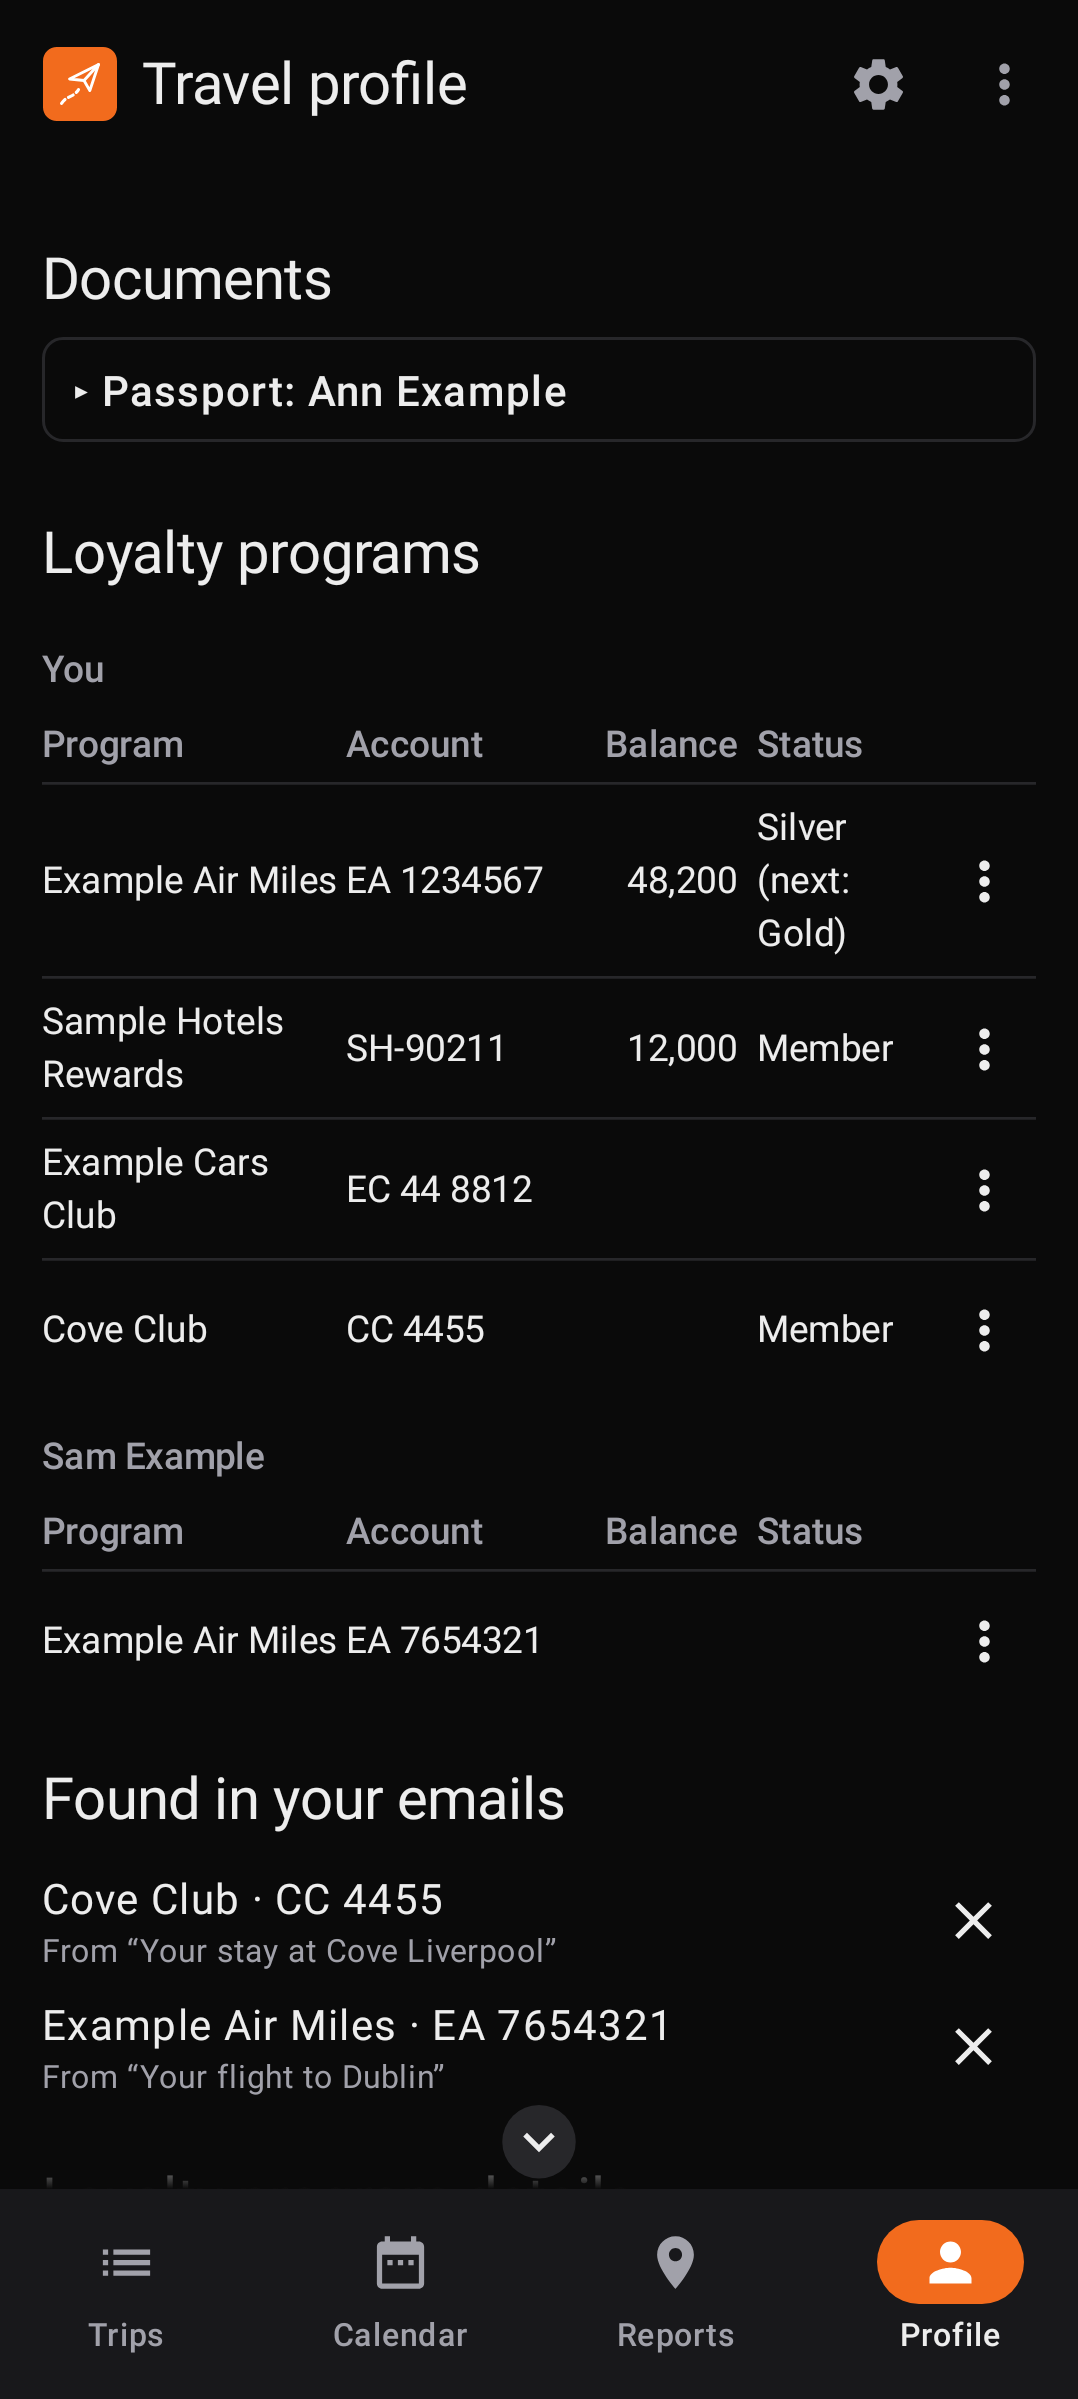 Travel profile
Documents
Passport: Ann Example
Loyalty programs
You
Program Account Balance Status
Example Air Miles EA 1234567 48,200 Silver (next: Gold)
Sample Hotels Rewards SH-90211 12,000 Member
Example Cars Club EC 44 8812
Cove Club CC 4455 Member
Sam Example
Program Account Balance Status
Example Air Miles EA 7654321
Found in your emails
Cove Club · CC 4455
From “Your stay at Cove Liverpool”
Example Air Miles · EA 7654321
From “Your flight to Dublin”
Trips Calendar Reports Profile